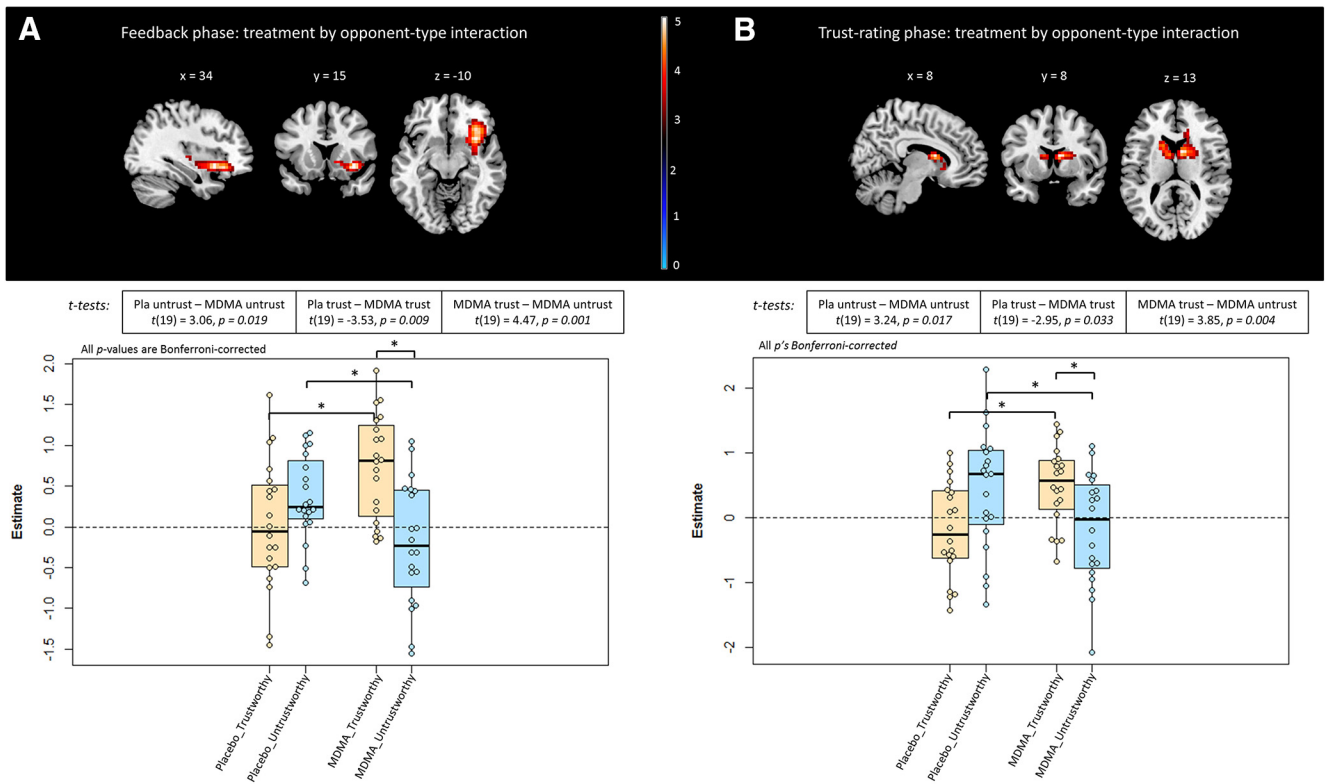 A
Feedback phase: treatment by opponent-type interaction
x = 34
y = 15
z = -10
5
4
3
2
1
0
B
Trust-rating phase: treatment by opponent-type interaction
x = 8
y = 8
z = 13
t-tests:
Pla untrust – MDMA untrust
t(19) = 3.06, p = 0.019
Pla trust – MDMA trust
t(19) = -3.53, p = 0.009
MDMA trust – MDMA untrust
t(19) = 4.47, p = 0.001
All p-values are Bonferroni-corrected
Estimate
2.0
1.5
1.0
0.5
0.0
-0.5
-1.0
-1.5
*
*
*
Placebo_Trustworthy
Placebo_Untrustworthy
MDMA_Trustworthy
MDMA_Untrustworthy
t-tests:
Pla untrust – MDMA untrust
t(19) = 3.24, p = 0.017
Pla trust – MDMA trust
t(19) = -2.95, p = 0.033
MDMA trust – MDMA untrust
t(19) = 3.85, p = 0.004
All p's Bonferroni-corrected
Estimate
2
1
0
-1
-2
*
*
*
Placebo_Trustworthy
Placebo_Untrustworthy
MDMA_Trustworthy
MDMA_Untrustworthy